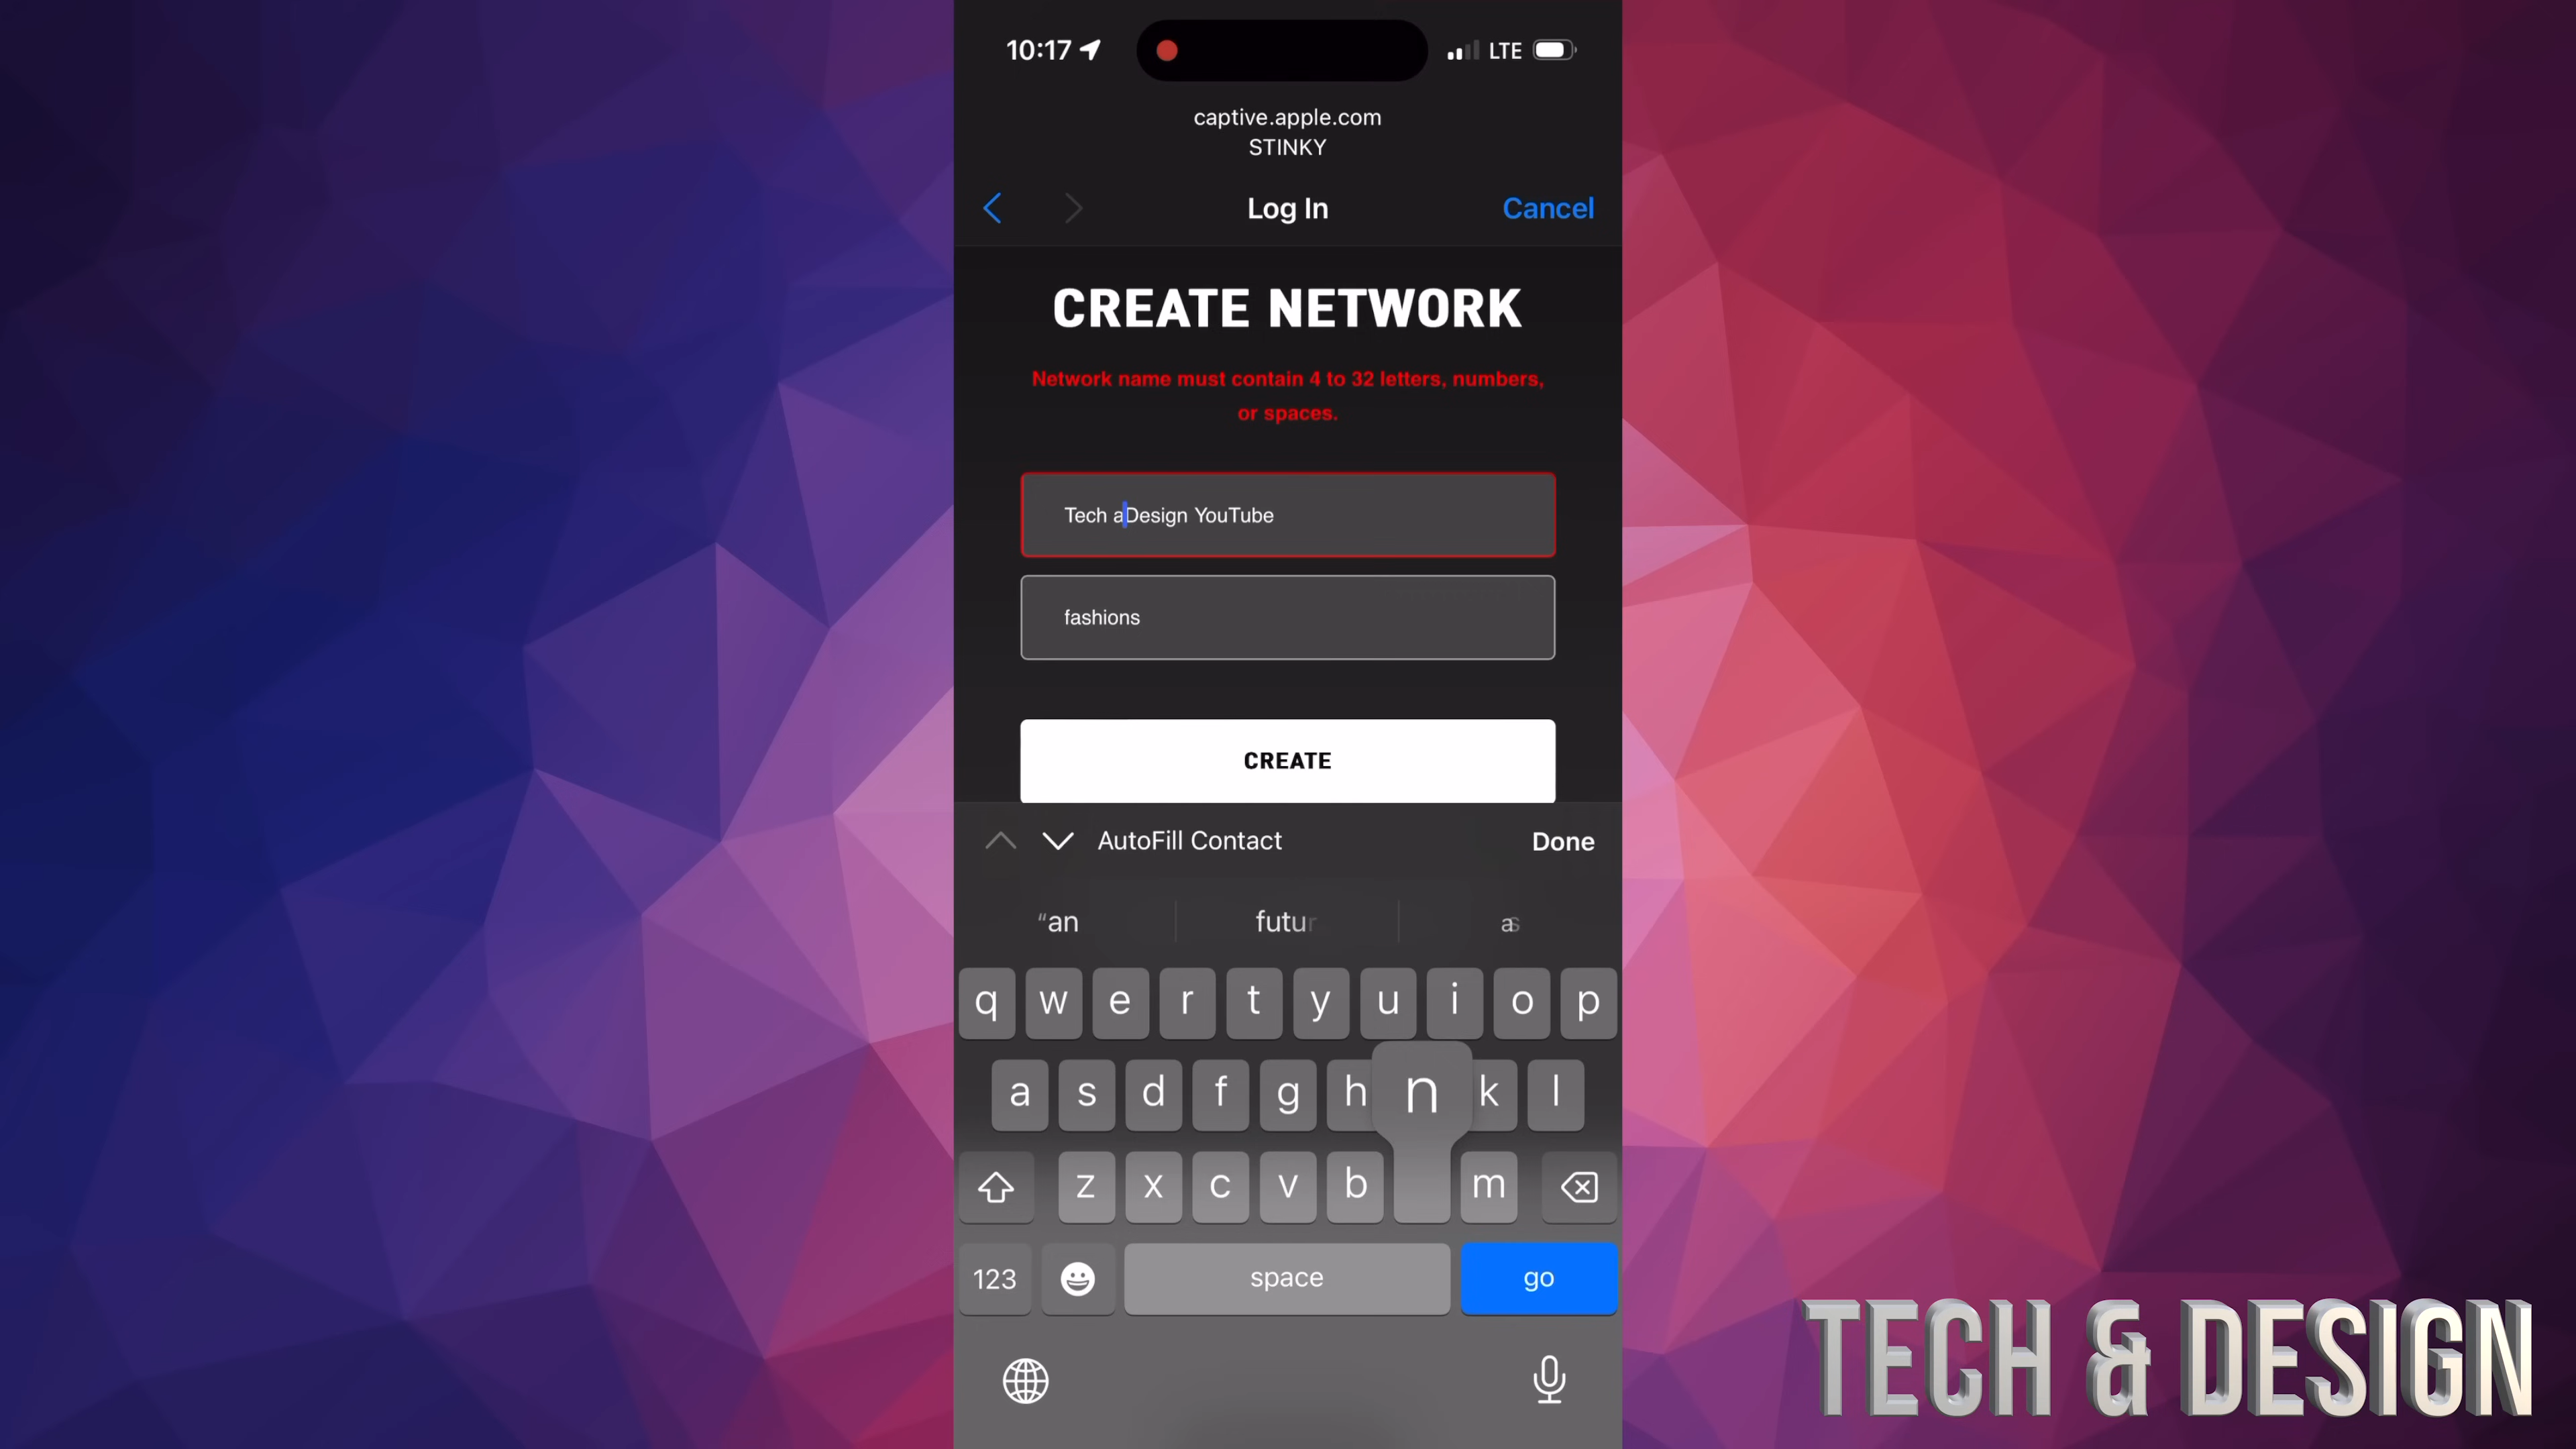 10:17
LTE
captive.apple.com
STINKY
Log In
Cancel
CREATE NETWORK
Network name must contain 4 to 32 letters, numbers,
or spaces.
Tech aDesign YouTube
fashions
CREATE
AutoFill Contact
Done
“an
futur
as
q w e r t y u i o p
a s d f g h n k l
z x c v b m
123
space
go
TECH & DESIGN